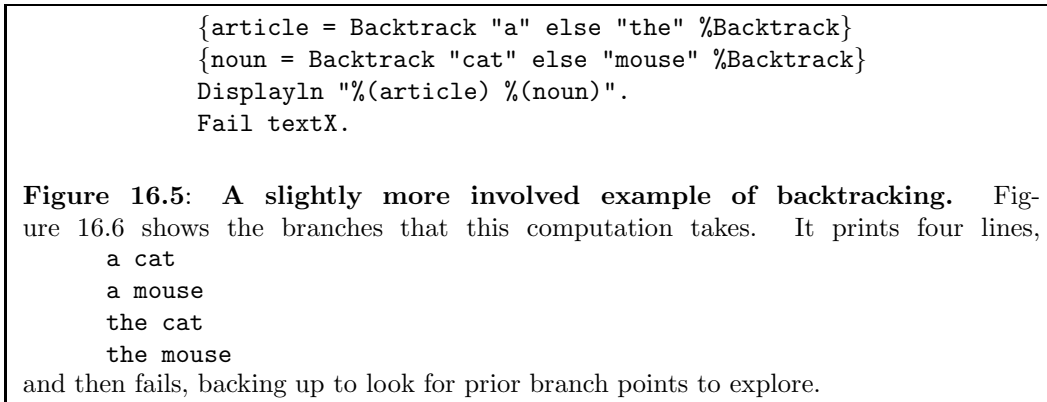 {article = Backtrack "a" else "the" %Backtrack}
{noun = Backtrack "cat" else "mouse" %Backtrack}
Displayln "%(article) %(noun)".
Fail textX.
Figure 16.5: A slightly more involved example of backtracking. Fig-
ure 16.6 shows the branches that this computation takes. It prints four lines,
a cat
a mouse
the cat
the mouse
and then fails, backing up to look for prior branch points to explore.